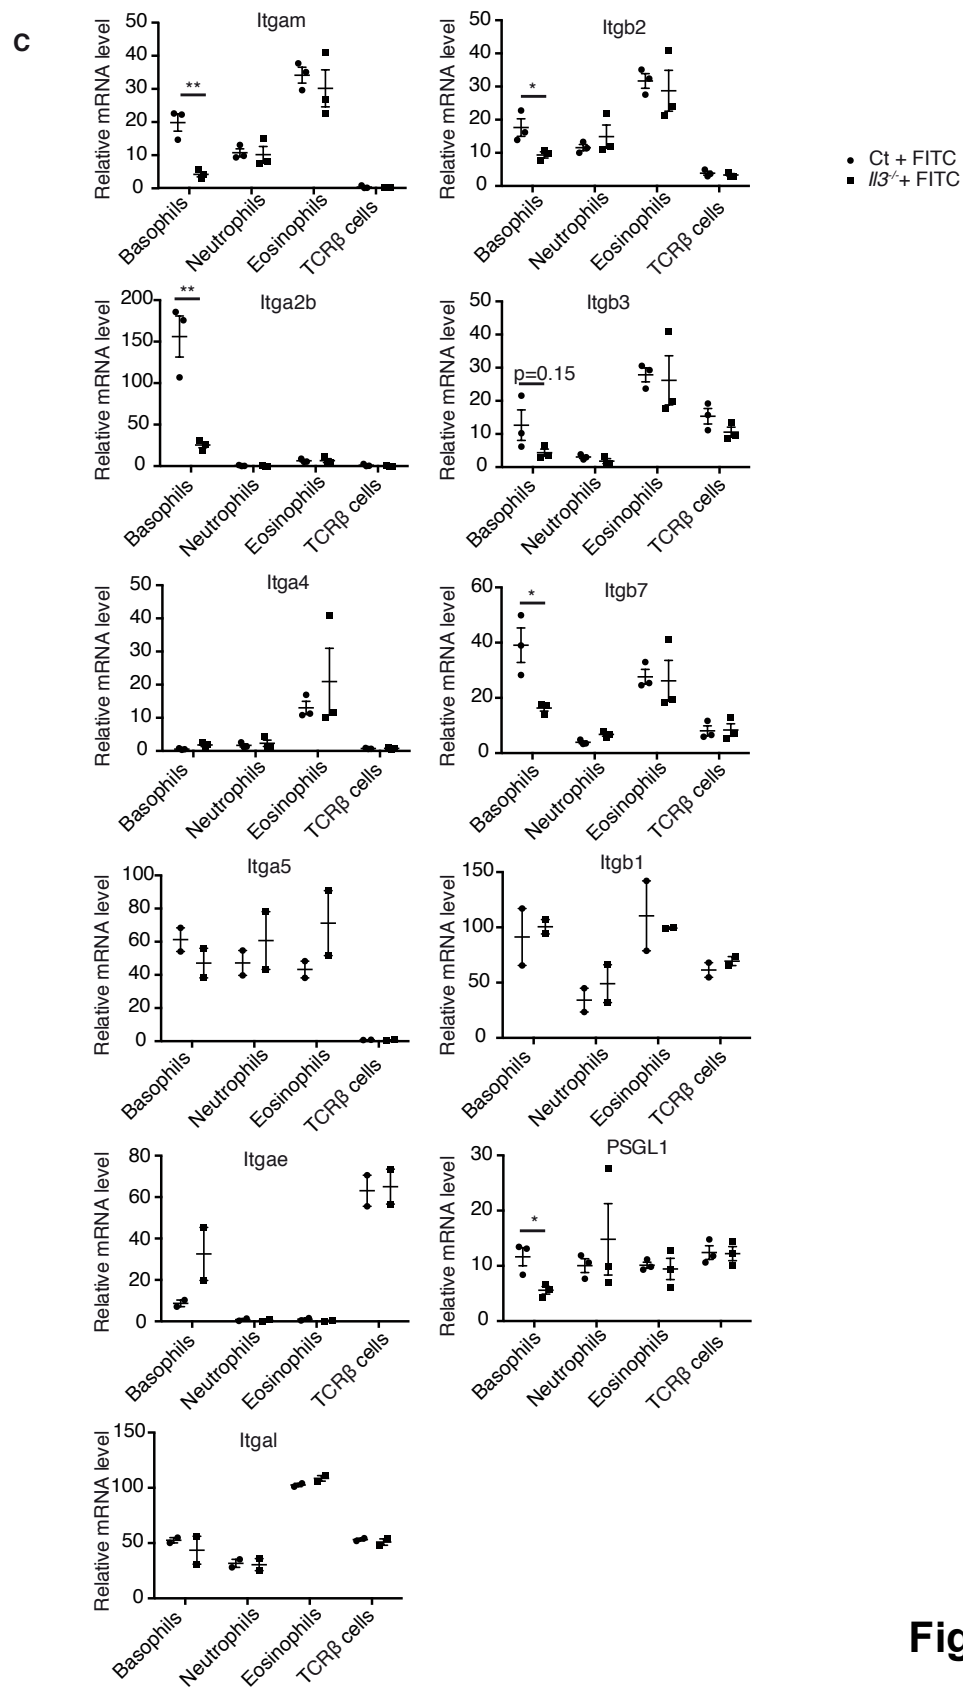 C
Itgam
Relative mRNA level
50
40
30
20
10
0
**
Basophils
Neutrophils
Eosinophils
TCRβ cells
Itgb2
Relative mRNA level
50
40
30
20
10
0
*
Basophils
Neutrophils
Eosinophils
TCRβ cells
Ct + FITC
Il3-/-+ FITC
Itga2b
Relative mRNA level
200
150
100
50
0
**
Basophils
Neutrophils
Eosinophils
TCRβ cells
Itgb3
Relative mRNA level
50
40
30
20
10
0
p=0.15
Basophils
Neutrophils
Eosinophils
TCRβ cells
Itga4
Relative mRNA level
50
40
30
20
10
0
Basophils
Neutrophils
Eosinophils
TCRβ cells
Itgb7
Relative mRNA level
60
40
20
0
*
Basophils
Neutrophils
Eosinophils
TCRβ cells
Itga5
Relative mRNA level
100
80
60
40
20
0
Basophils
Neutrophils
Eosinophils
TCRβ cells
Itgb1
Relative mRNA level
150
100
50
0
Basophils
Neutrophils
Eosinophils
TCRβ cells
Itgae
Relative mRNA level
80
60
40
20
0
Basophils
Neutrophils
Eosinophils
TCRβ cells
PSGL1
Relative mRNA level
30
20
10
0
*
Basophils
Neutrophils
Eosinophils
TCRβ cells
Itgal
Relative mRNA level
150
100
50
0
Basophils
Neutrophils
Eosinophils
TCRβ cells
Fig